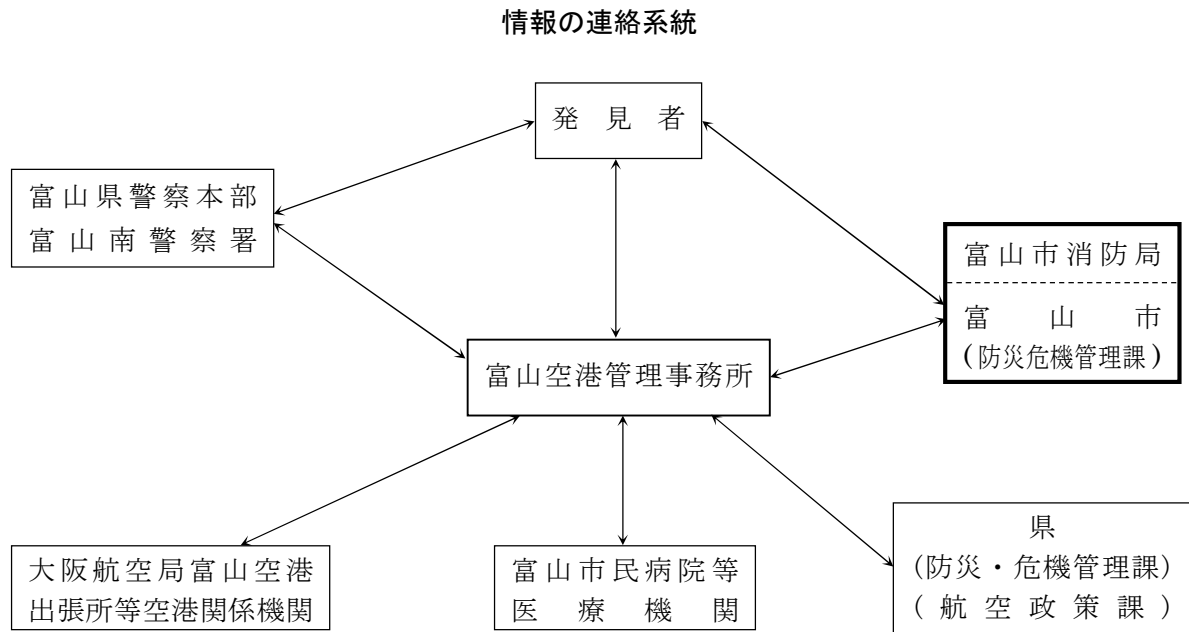 情報の連絡系統
発見者
富山県警察本部
富山南警察署
富山市消防局
富山市
(防災危機管理課)
富山空港管理事務所
大阪航空局富山空港
出張所等空港関係機関
富山市民病院等
医療機関
県
(防災・危機管理課)
(航空政策課)